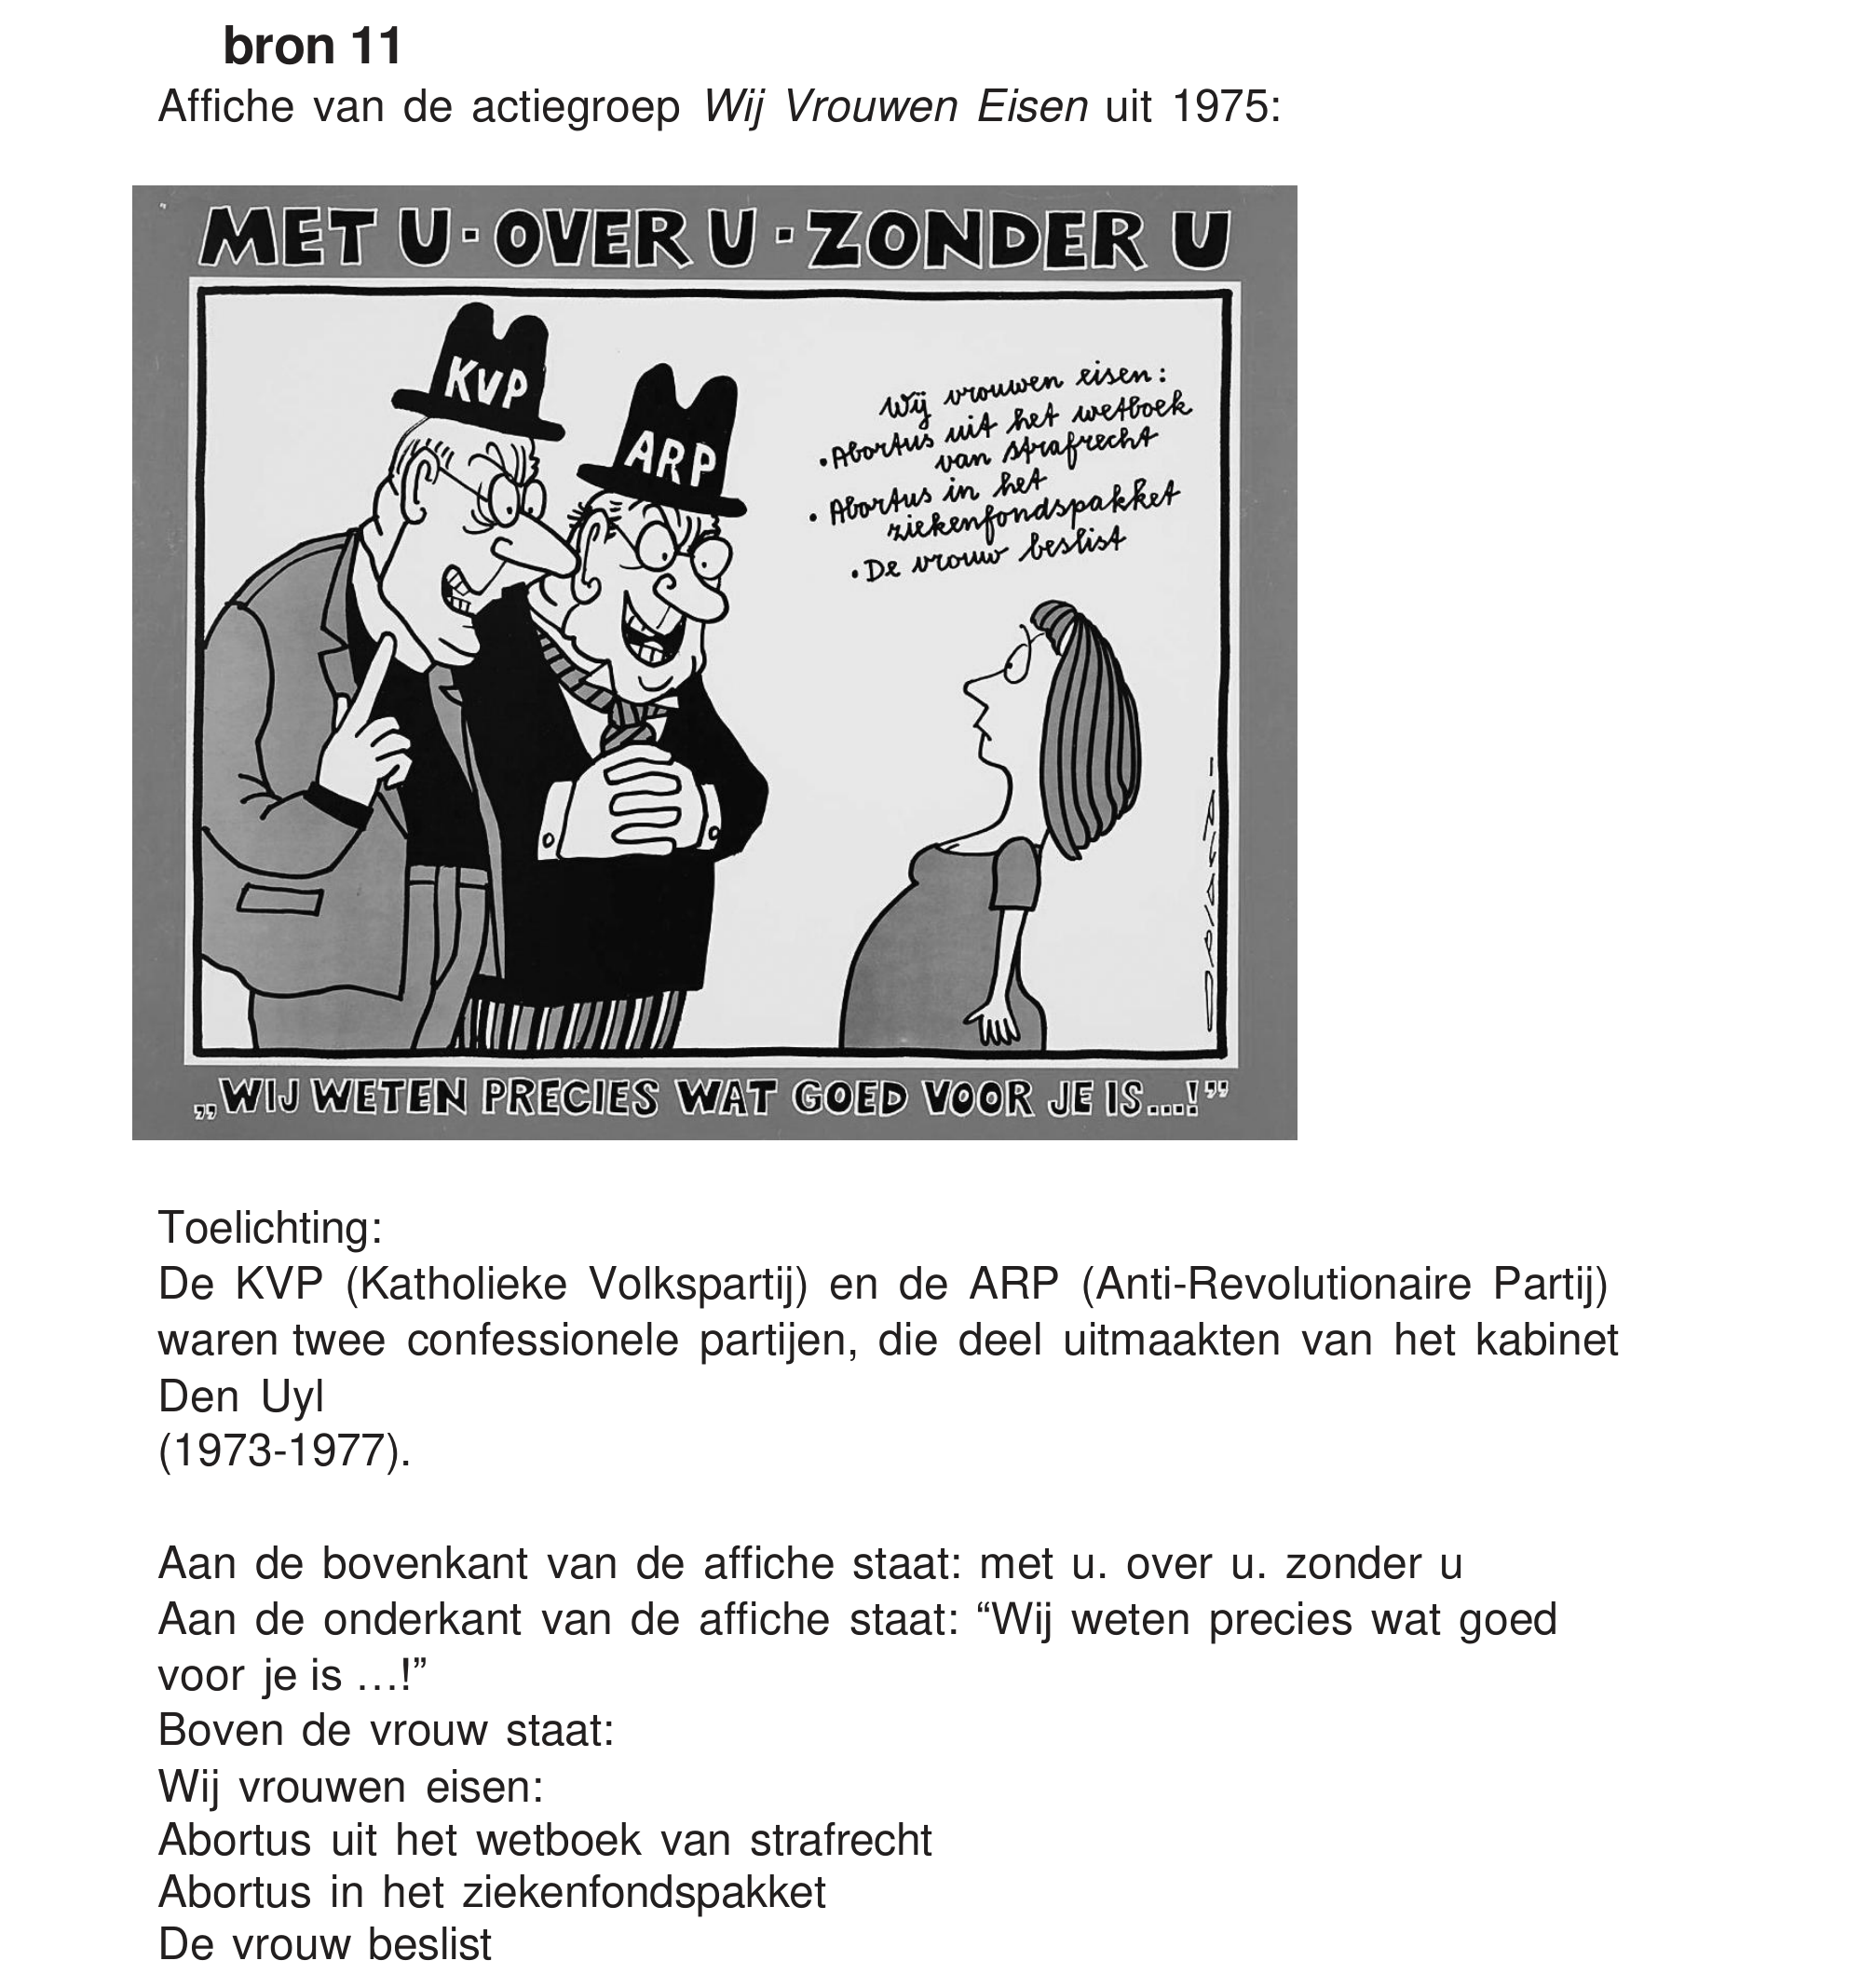 bron 11
Affiche van de actiegroep Wij Vrouwen Eisen uit 1975:
MET U · OVER U · ZONDER U
KVP
ARP
Wij vrouwen eisen:
• Abortus uit het wetboek
van strafrecht
• Abortus in het
ziekenfondspakket
• De vrouw beslist
„WIJ WETEN PRECIES WAT GOED VOOR JE IS...!”
Toelichting:
De KVP (Katholieke Volkspartij) en de ARP (Anti-Revolutionaire Partij)
waren twee confessionele partijen, die deel uitmaakten van het kabinet
Den Uyl
(1973-1977).
Aan de bovenkant van de affiche staat: met u. over u. zonder u
Aan de onderkant van de affiche staat: “Wij weten precies wat goed
voor je is …!”
Boven de vrouw staat:
Wij vrouwen eisen:
Abortus uit het wetboek van strafrecht
Abortus in het ziekenfondspakket
De vrouw beslist